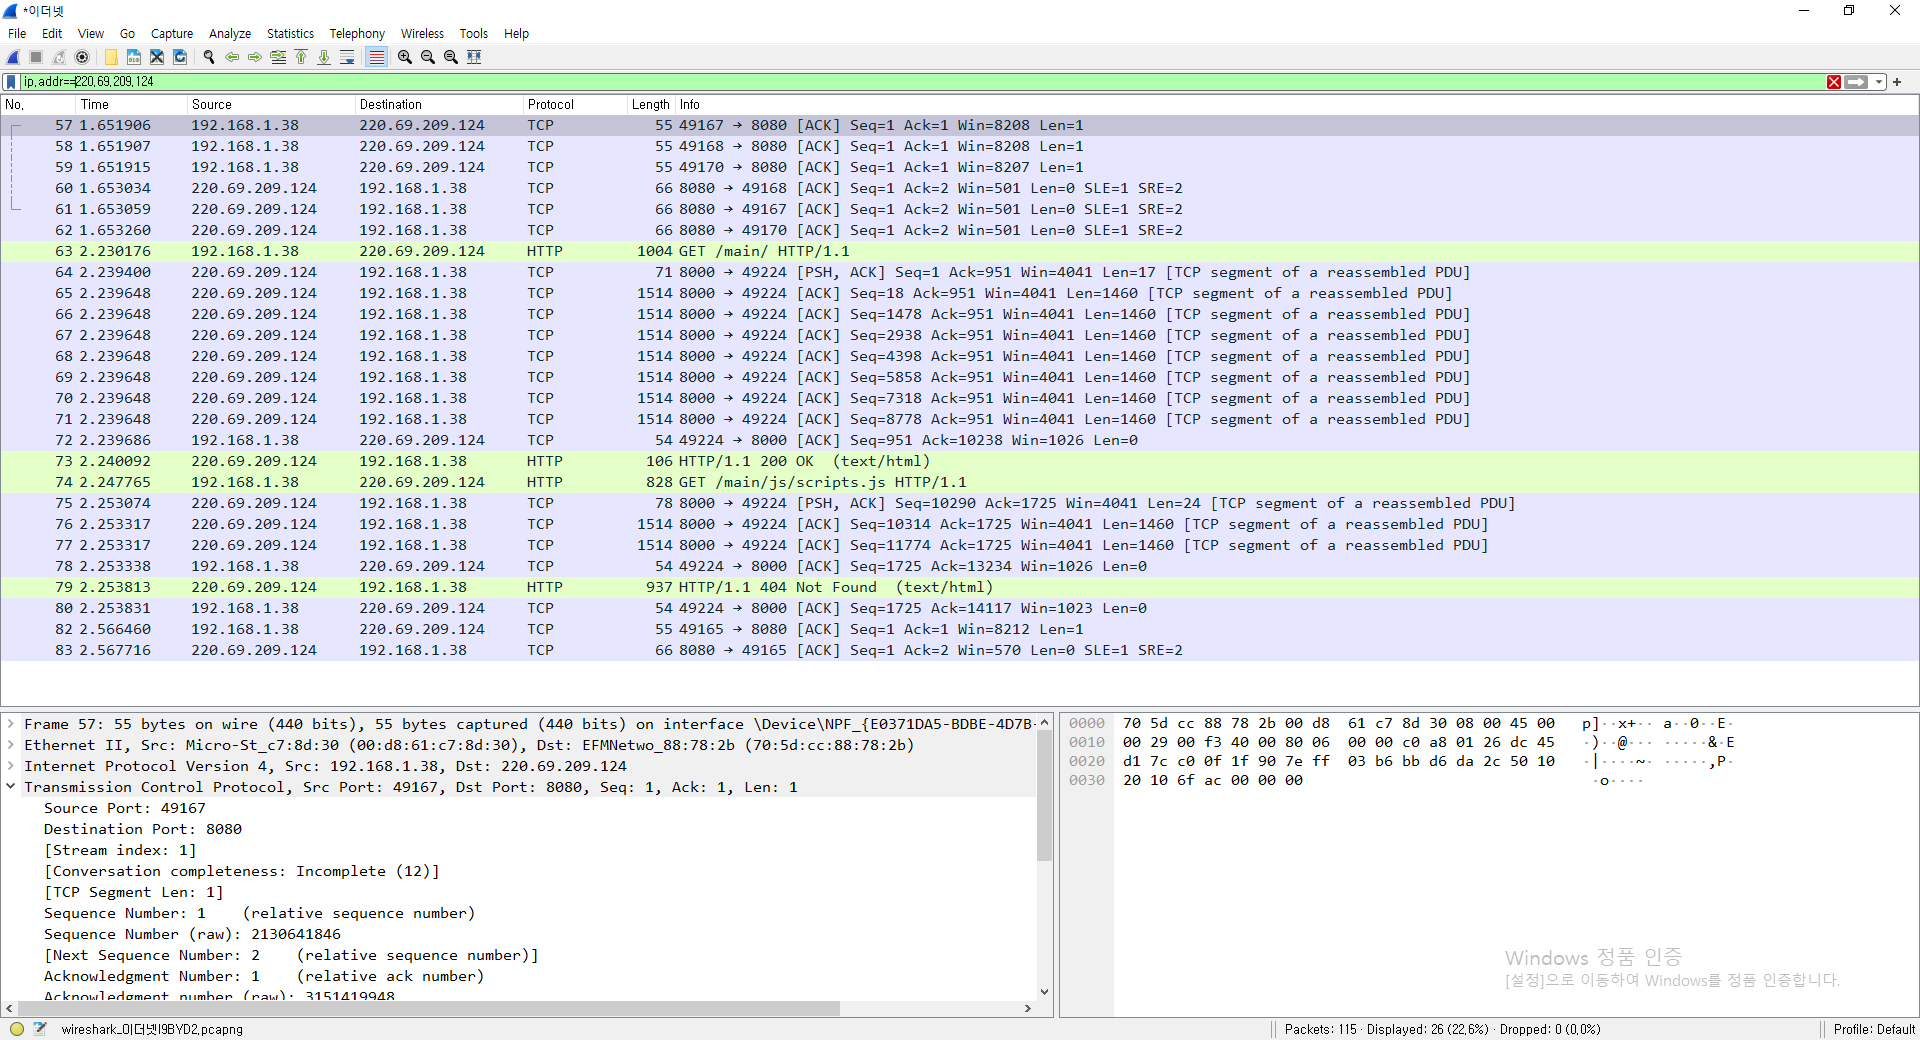 *이더넷
File Edit View Go Capture Analyze Statistics Telephony Wireless Tools Help
ip.addr==220.69.209.124
No. Time Source Destination Protocol Length Info
57 1.651906 192.168.1.38 220.69.209.124 TCP 55 49167 → 8080 [ACK] Seq=1 Ack=1 Win=8208 Len=1
58 1.651907 192.168.1.38 220.69.209.124 TCP 55 49168 → 8080 [ACK] Seq=1 Ack=1 Win=8208 Len=1
59 1.651915 192.168.1.38 220.69.209.124 TCP 55 49170 → 8080 [ACK] Seq=1 Ack=1 Win=8207 Len=1
60 1.653034 220.69.209.124 192.168.1.38 TCP 66 8080 → 49168 [ACK] Seq=1 Ack=2 Win=501 Len=0 SLE=1 SRE=2
61 1.653059 220.69.209.124 192.168.1.38 TCP 66 8080 → 49167 [ACK] Seq=1 Ack=2 Win=501 Len=0 SLE=1 SRE=2
62 1.653260 220.69.209.124 192.168.1.38 TCP 66 8080 → 49170 [ACK] Seq=1 Ack=2 Win=501 Len=0 SLE=1 SRE=2
63 2.230176 192.168.1.38 220.69.209.124 HTTP 1004 GET /main/ HTTP/1.1
64 2.239400 220.69.209.124 192.168.1.38 TCP 71 8000 → 49224 [PSH, ACK] Seq=1 Ack=951 Win=4041 Len=17 [TCP segment of a reassembled PDU]
65 2.239648 220.69.209.124 192.168.1.38 TCP 1514 8000 → 49224 [ACK] Seq=18 Ack=951 Win=4041 Len=1460 [TCP segment of a reassembled PDU]
66 2.239648 220.69.209.124 192.168.1.38 TCP 1514 8000 → 49224 [ACK] Seq=1478 Ack=951 Win=4041 Len=1460 [TCP segment of a reassembled PDU]
67 2.239648 220.69.209.124 192.168.1.38 TCP 1514 8000 → 49224 [ACK] Seq=2938 Ack=951 Win=4041 Len=1460 [TCP segment of a reassembled PDU]
68 2.239648 220.69.209.124 192.168.1.38 TCP 1514 8000 → 49224 [ACK] Seq=4398 Ack=951 Win=4041 Len=1460 [TCP segment of a reassembled PDU]
69 2.239648 220.69.209.124 192.168.1.38 TCP 1514 8000 → 49224 [ACK] Seq=5858 Ack=951 Win=4041 Len=1460 [TCP segment of a reassembled PDU]
70 2.239648 220.69.209.124 192.168.1.38 TCP 1514 8000 → 49224 [ACK] Seq=7318 Ack=951 Win=4041 Len=1460 [TCP segment of a reassembled PDU]
71 2.239648 220.69.209.124 192.168.1.38 TCP 1514 8000 → 49224 [ACK] Seq=8778 Ack=951 Win=4041 Len=1460 [TCP segment of a reassembled PDU]
72 2.239686 192.168.1.38 220.69.209.124 TCP 54 49224 → 8000 [ACK] Seq=951 Ack=10238 Win=1026 Len=0
73 2.240092 220.69.209.124 192.168.1.38 HTTP 106 HTTP/1.1 200 OK (text/html)
74 2.247765 192.168.1.38 220.69.209.124 HTTP 828 GET /main/js/scripts.js HTTP/1.1
75 2.253074 220.69.209.124 192.168.1.38 TCP 78 8000 → 49224 [PSH, ACK] Seq=10290 Ack=1725 Win=4041 Len=24 [TCP segment of a reassembled PDU]
76 2.253317 220.69.209.124 192.168.1.38 TCP 1514 8000 → 49224 [ACK] Seq=10314 Ack=1725 Win=4041 Len=1460 [TCP segment of a reassembled PDU]
77 2.253317 220.69.209.124 192.168.1.38 TCP 1514 8000 → 49224 [ACK] Seq=11774 Ack=1725 Win=4041 Len=1460 [TCP segment of a reassembled PDU]
78 2.253338 192.168.1.38 220.69.209.124 TCP 54 49224 → 8000 [ACK] Seq=1725 Ack=13234 Win=1026 Len=0
79 2.253813 220.69.209.124 192.168.1.38 HTTP 937 HTTP/1.1 404 Not Found (text/html)
80 2.253831 192.168.1.38 220.69.209.124 TCP 54 49224 → 8000 [ACK] Seq=1725 Ack=14117 Win=1023 Len=0
82 2.566460 192.168.1.38 220.69.209.124 TCP 55 49165 → 8080 [ACK] Seq=1 Ack=1 Win=8212 Len=1
83 2.567716 220.69.209.124 192.168.1.38 TCP 66 8080 → 49165 [ACK] Seq=1 Ack=2 Win=570 Len=0 SLE=1 SRE=2
Frame 57: 55 bytes on wire (440 bits), 55 bytes captured (440 bits) on interface \Device\NPF_{E0371DA5-BDBE-4D7B-
Ethernet II, Src: Micro-St_c7:8d:30 (00:d8:61:c7:8d:30), Dst: EFMNetwo_88:78:2b (70:5d:cc:88:78:2b)
Internet Protocol Version 4, Src: 192.168.1.38, Dst: 220.69.209.124
Transmission Control Protocol, Src Port: 49167, Dst Port: 8080, Seq: 1, Ack: 1, Len: 1
Source Port: 49167
Destination Port: 8080
[Stream index: 1]
[Conversation completeness: Incomplete (12)]
[TCP Segment Len: 1]
Sequence Number: 1 (relative sequence number)
Sequence Number (raw): 2130641846
[Next Sequence Number: 2 (relative sequence number)]
Acknowledgment Number: 1 (relative ack number)
Acknowledgment number (raw): 3151419948
0000 70 5d cc 88 78 2b 00 d8 61 c7 8d 30 08 00 45 00 p]··x+·· a··0··E·
0010 00 29 00 f3 40 00 80 06 00 00 c0 a8 01 26 dc 45 ·)··@··· ·····&·E
0020 d1 7c c0 0f 1f 90 7e ff 03 b6 bb d6 da 2c 50 10 ·|····~· ·····,P·
0030 20 10 6f ac 00 00 00 ·o····
Windows 정품 인증
[설정]으로 이동하여 Windows를 정품 인증합니다.
wireshark_이더넷I9BYD2.pcapng
Packets: 115 · Displayed: 26 (22.6%) · Dropped: 0 (0.0%)
Profile: Default